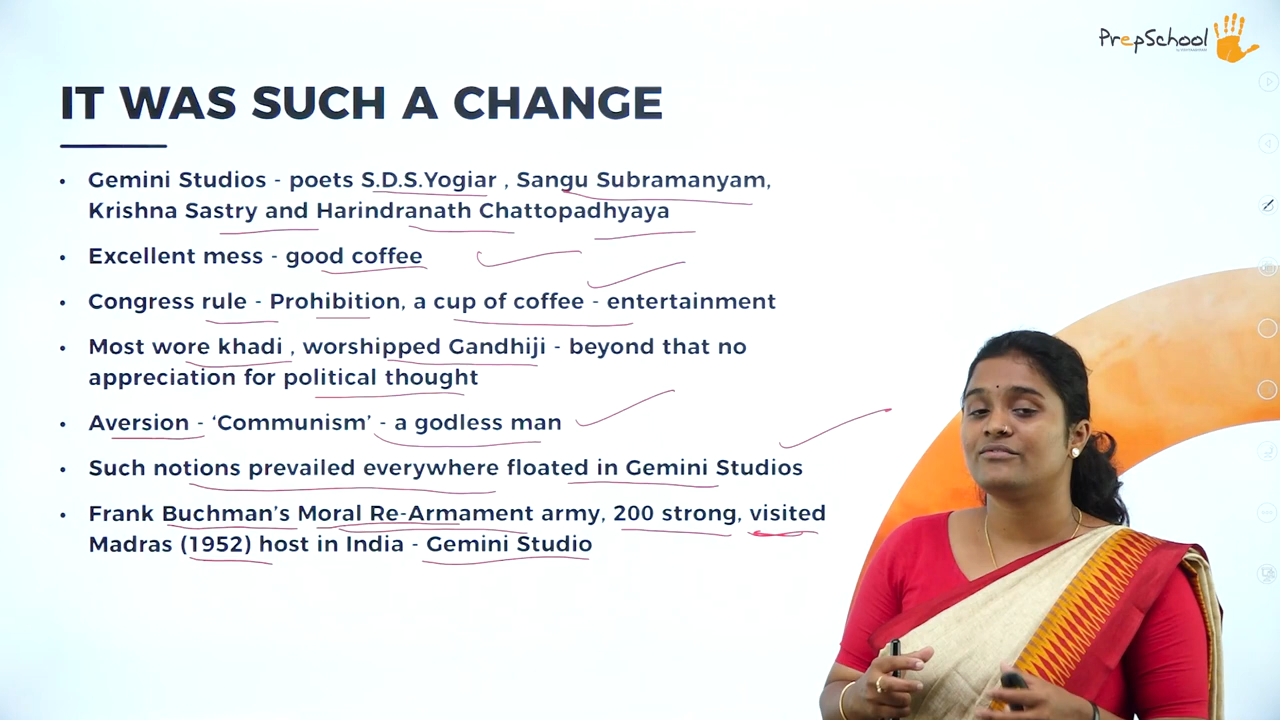 PrepSchool
IT WAS SUCH A CHANGE
• Gemini Studios - poets S.D.S.Yogiar , Sangu Subramanyam,
Krishna Sastry and Harindranath Chattopadhyaya
• Excellent mess - good coffee
• Congress rule - Prohibition, a cup of coffee - entertainment
• Most wore khadi , worshipped Gandhiji - beyond that no
appreciation for political thought
• Aversion - ‘Communism’ - a godless man
• Such notions prevailed everywhere floated in Gemini Studios
• Frank Buchman’s Moral Re-Armament army, 200 strong, visited
Madras (1952) host in India - Gemini Studio